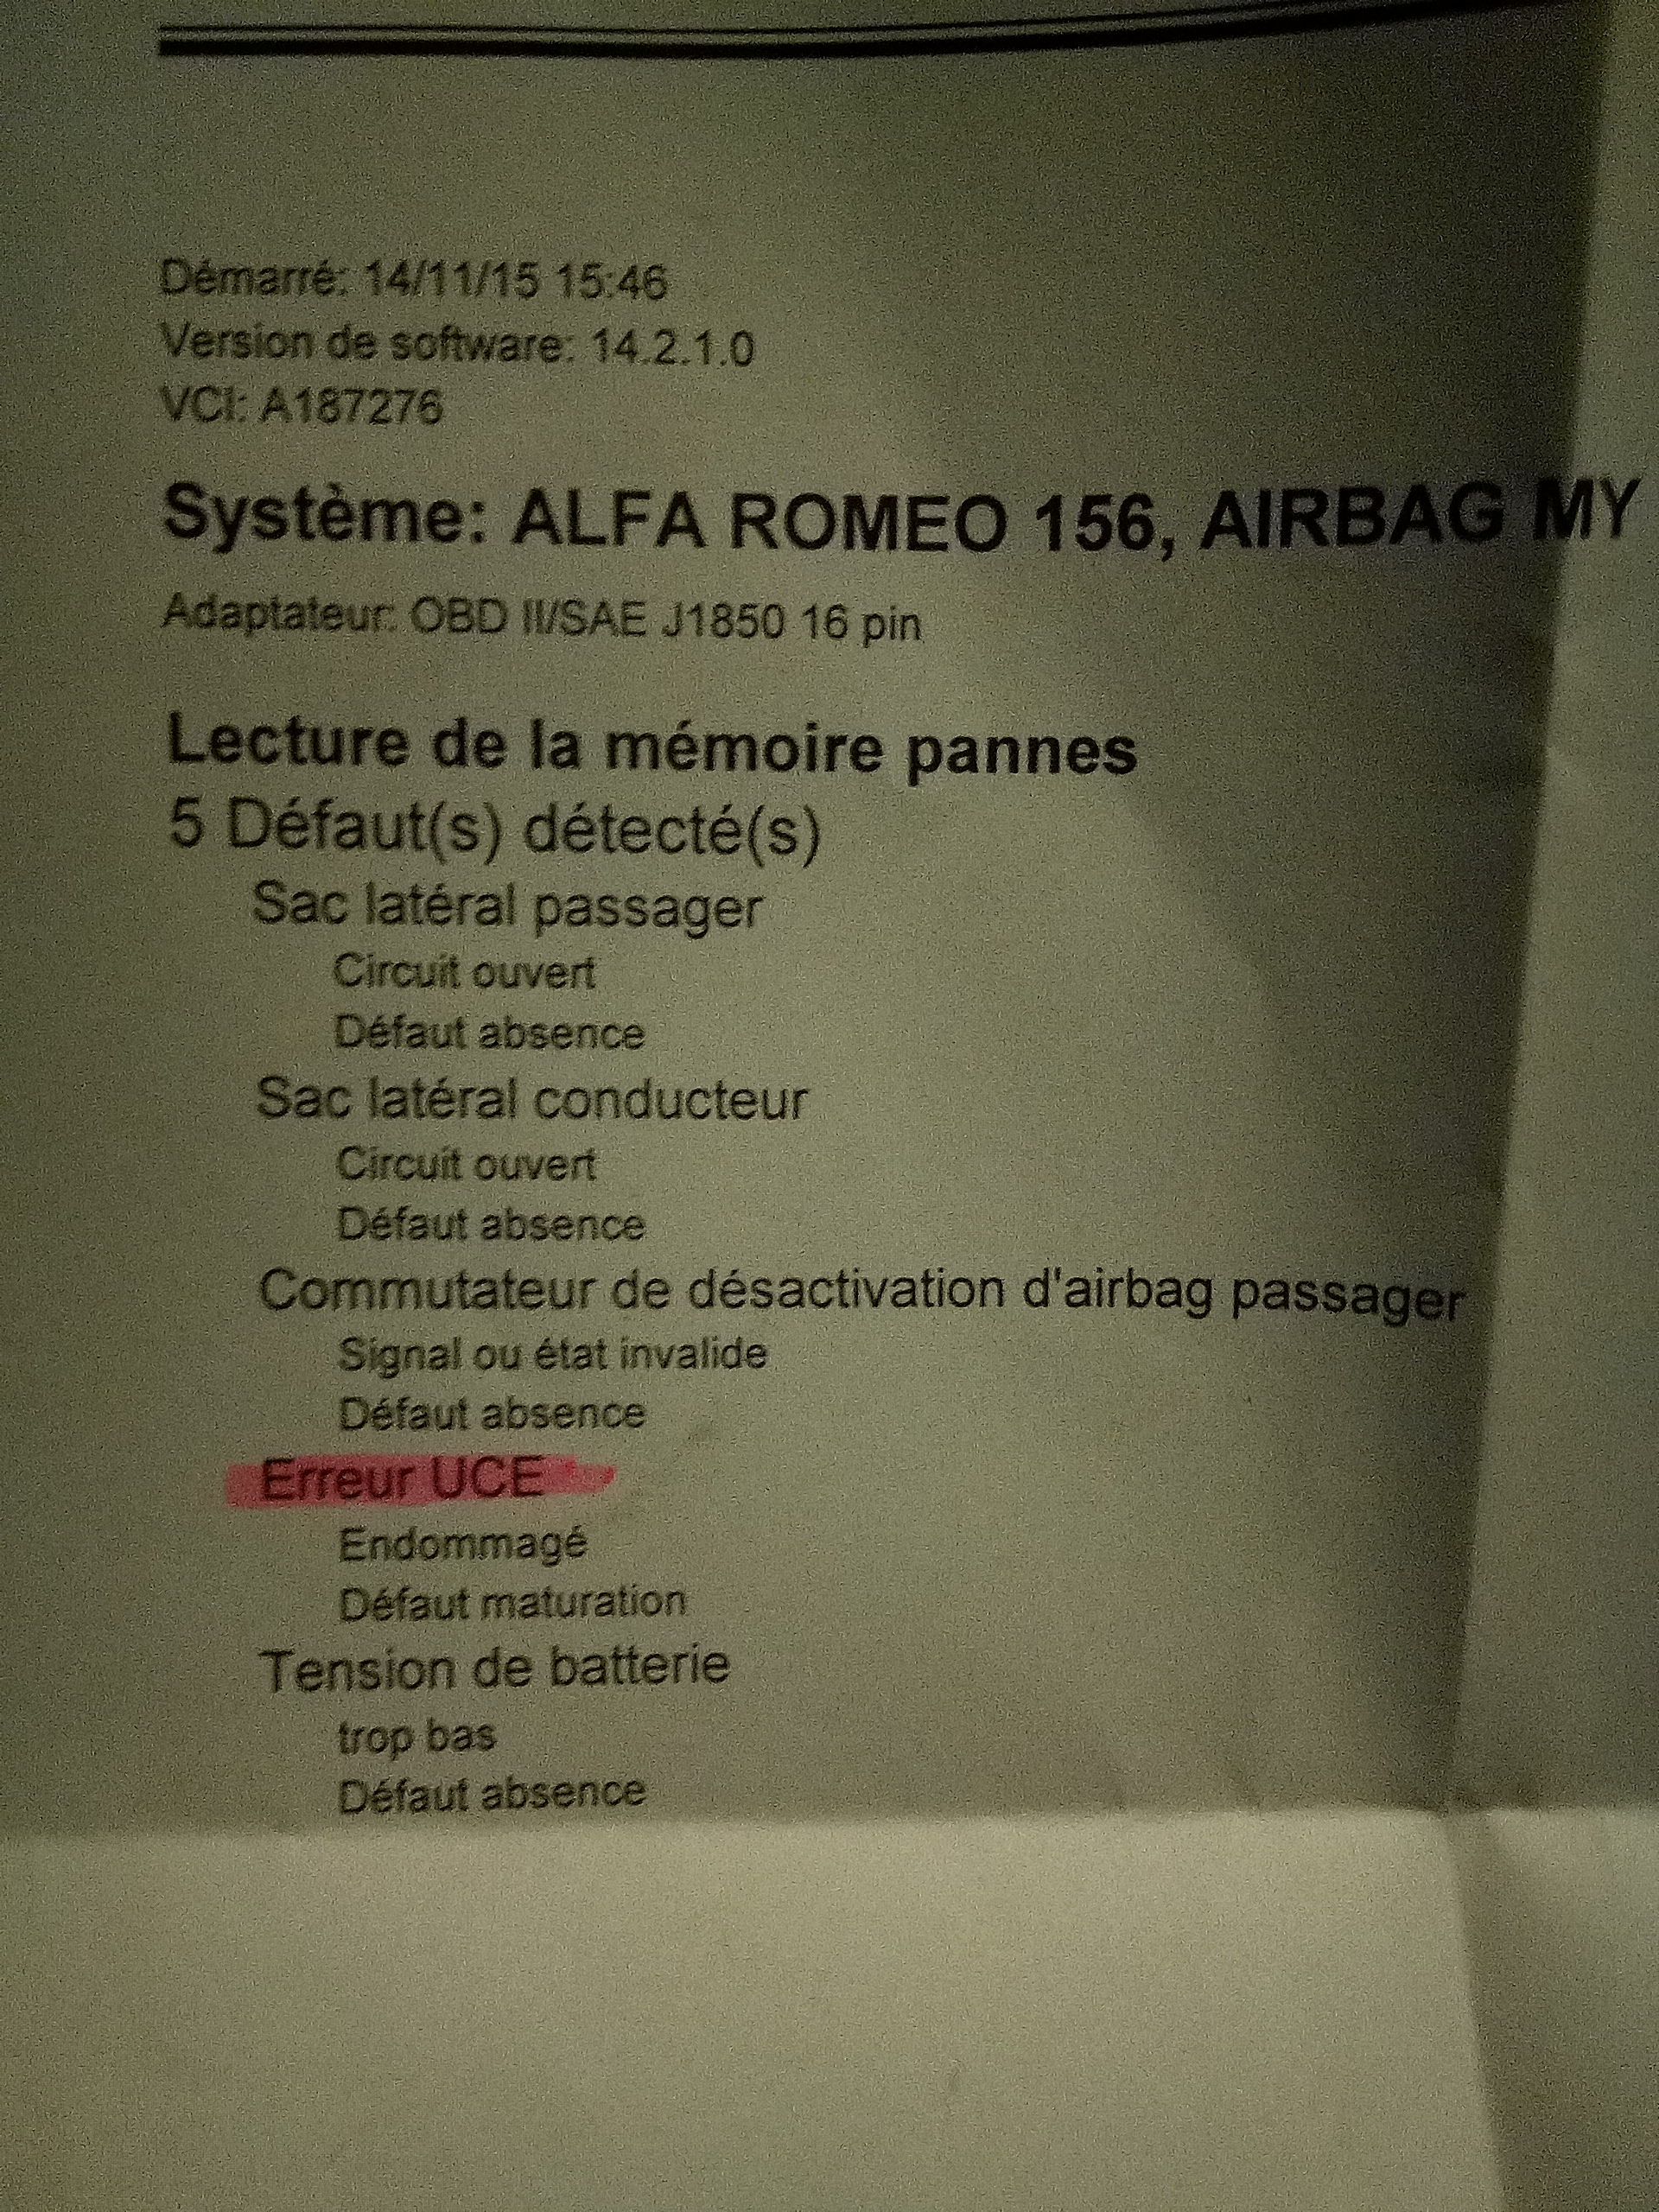 Démarré: 14/11/15 15:46
Version de software: 14.2.1.0
VCI: A187276
Système: ALFA ROMEO 156, AIRBAG MY
Adaptateur: OBD II/SAE J1850 16 pin
Lecture de la mémoire pannes
5 Défaut(s) détecté(s)
Sac latéral passager
Circuit ouvert
Défaut absence
Sac latéral conducteur
Circuit ouvert
Défaut absence
Commutateur de désactivation d'airbag passager
Signal ou état invalide
Défaut absence
Erreur UCE
Endommagé
Défaut maturation
Tension de batterie
trop bas
Défaut absence